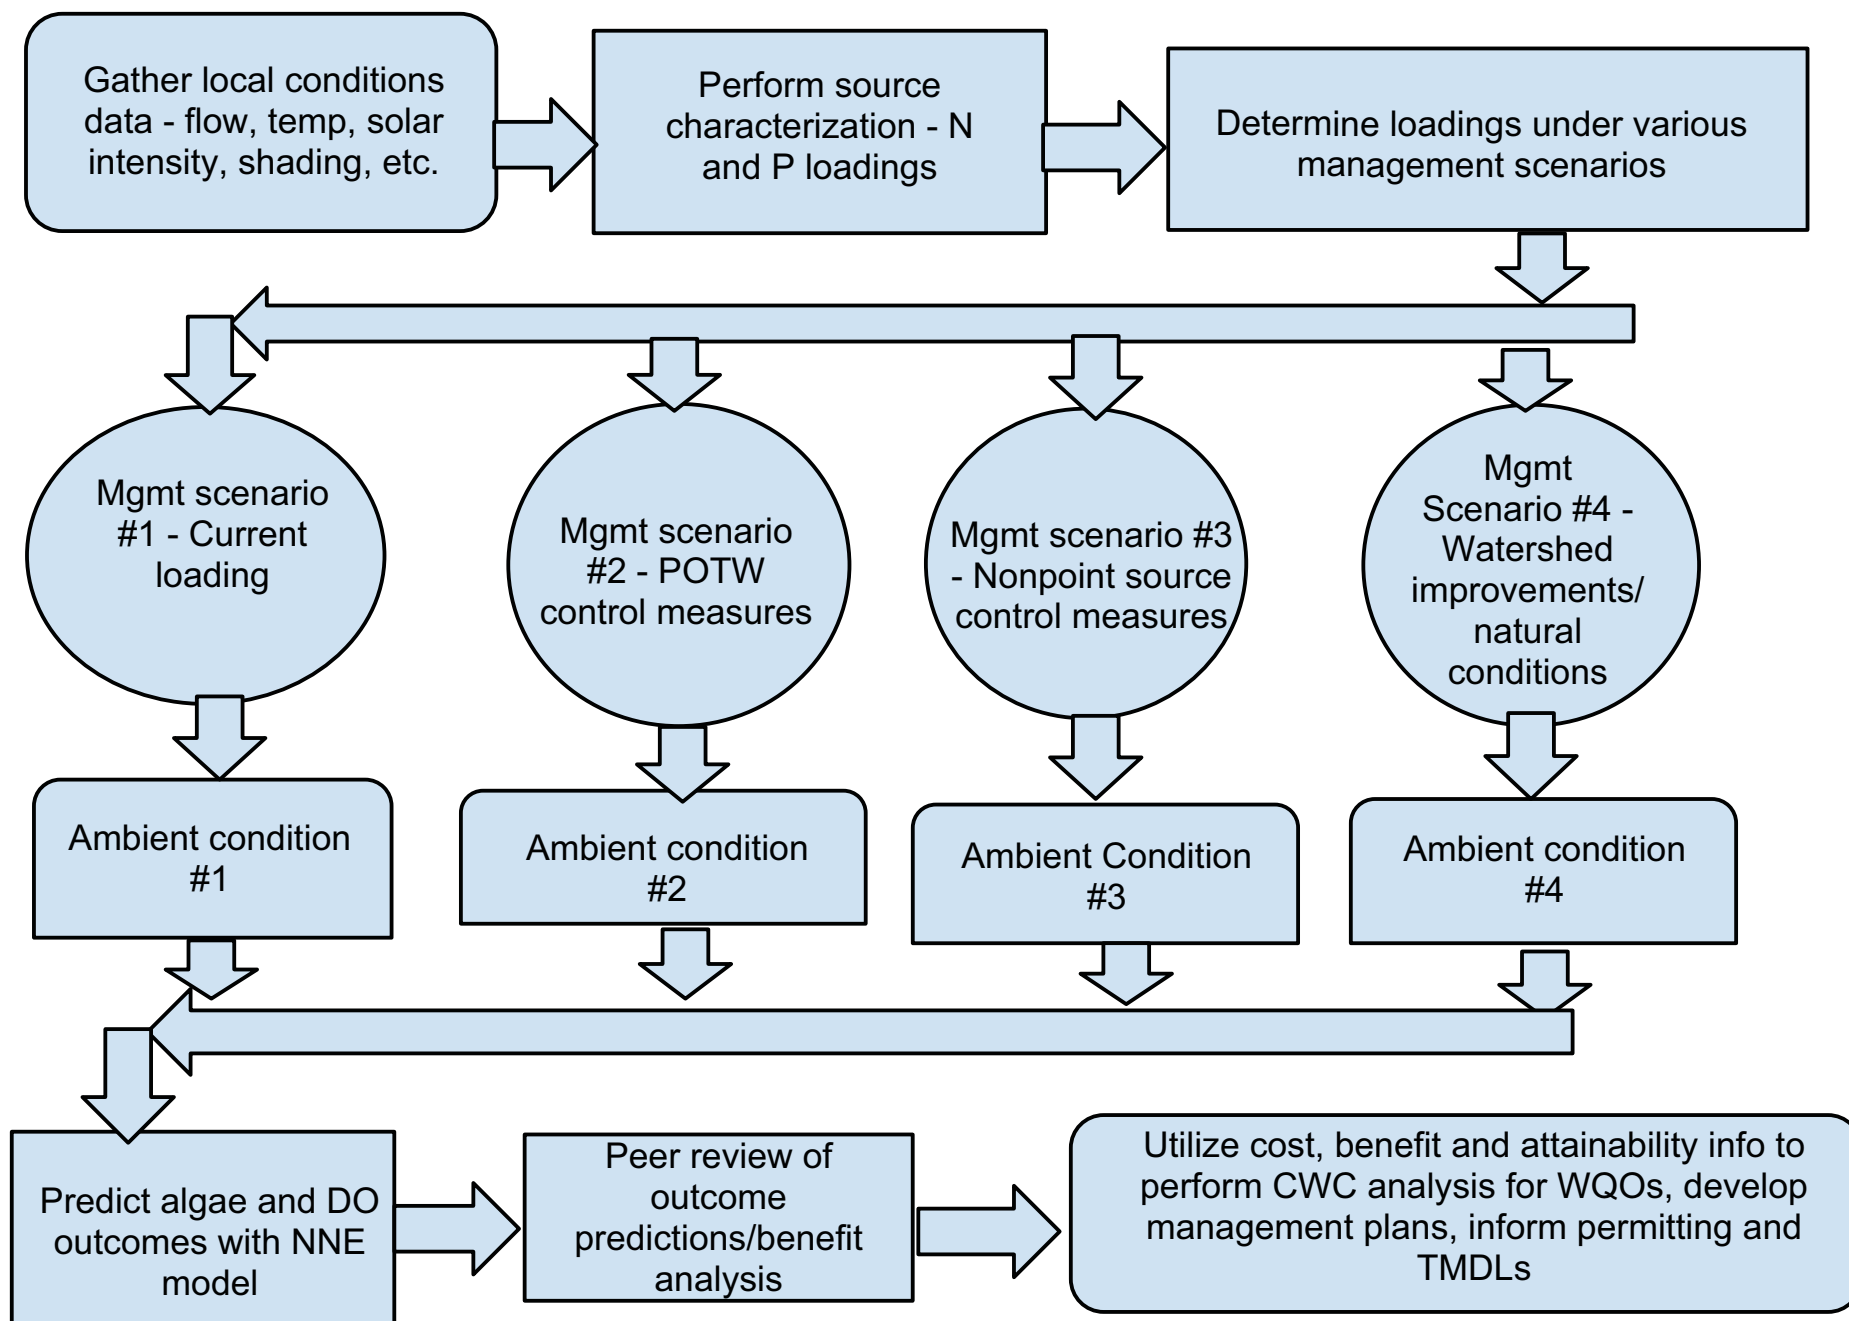 Gather local conditions
data - flow, temp, solar
intensity, shading, etc.
Perform source
characterization - N
and P loadings
Determine loadings under various
management scenarios
Mgmt scenario
#1 - Current
loading
Mgmt scenario
#2 - POTW
control measures
Mgmt scenario #3
- Nonpoint source
control measures
Mgmt
Scenario #4 -
Watershed
improvements/
natural
conditions
Ambient condition
#1
Ambient condition
#2
Ambient Condition
#3
Ambient condition
#4
Predict algae and DO
outcomes with NNE
model
Peer review of
outcome
predictions/benefit
analysis
Utilize cost, benefit and attainability info to
perform CWC analysis for WQOs, develop
management plans, inform permitting and
TMDLs